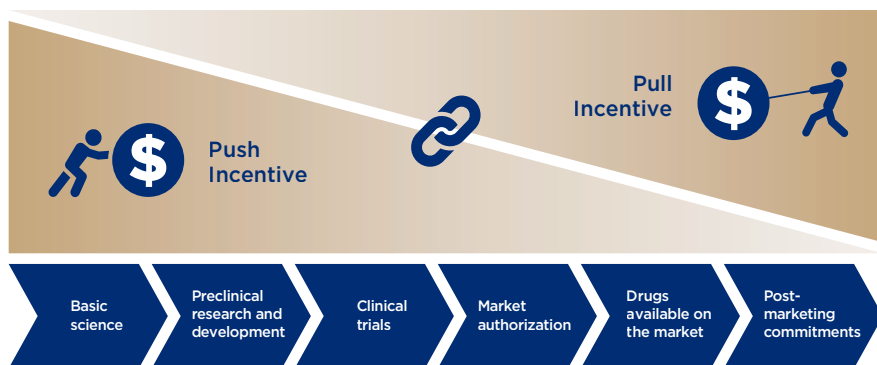 Pull
Incentive
$
$
Push
Incentive
Basic
science
Preclinical
research and
development
Clinical
trials
Market
authorization
Drugs
available on
the market
Post-
marketing
commitments